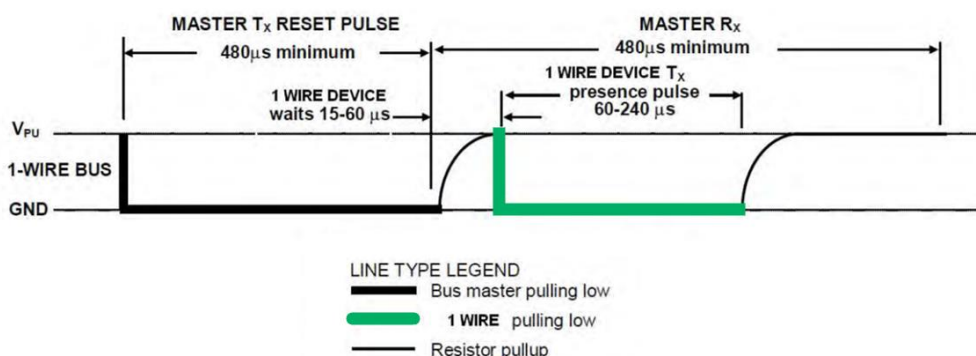 MASTER TX RESET PULSE
480μs minimum
MASTER RX
480μs minimum
1 WIRE DEVICE
waits 15-60 μs
1 WIRE DEVICE TX
presence pulse
60-240 μs
VPU
1-WIRE BUS
GND
LINE TYPE LEGEND
Bus master pulling low
1 WIRE pulling low
Resistor pullup